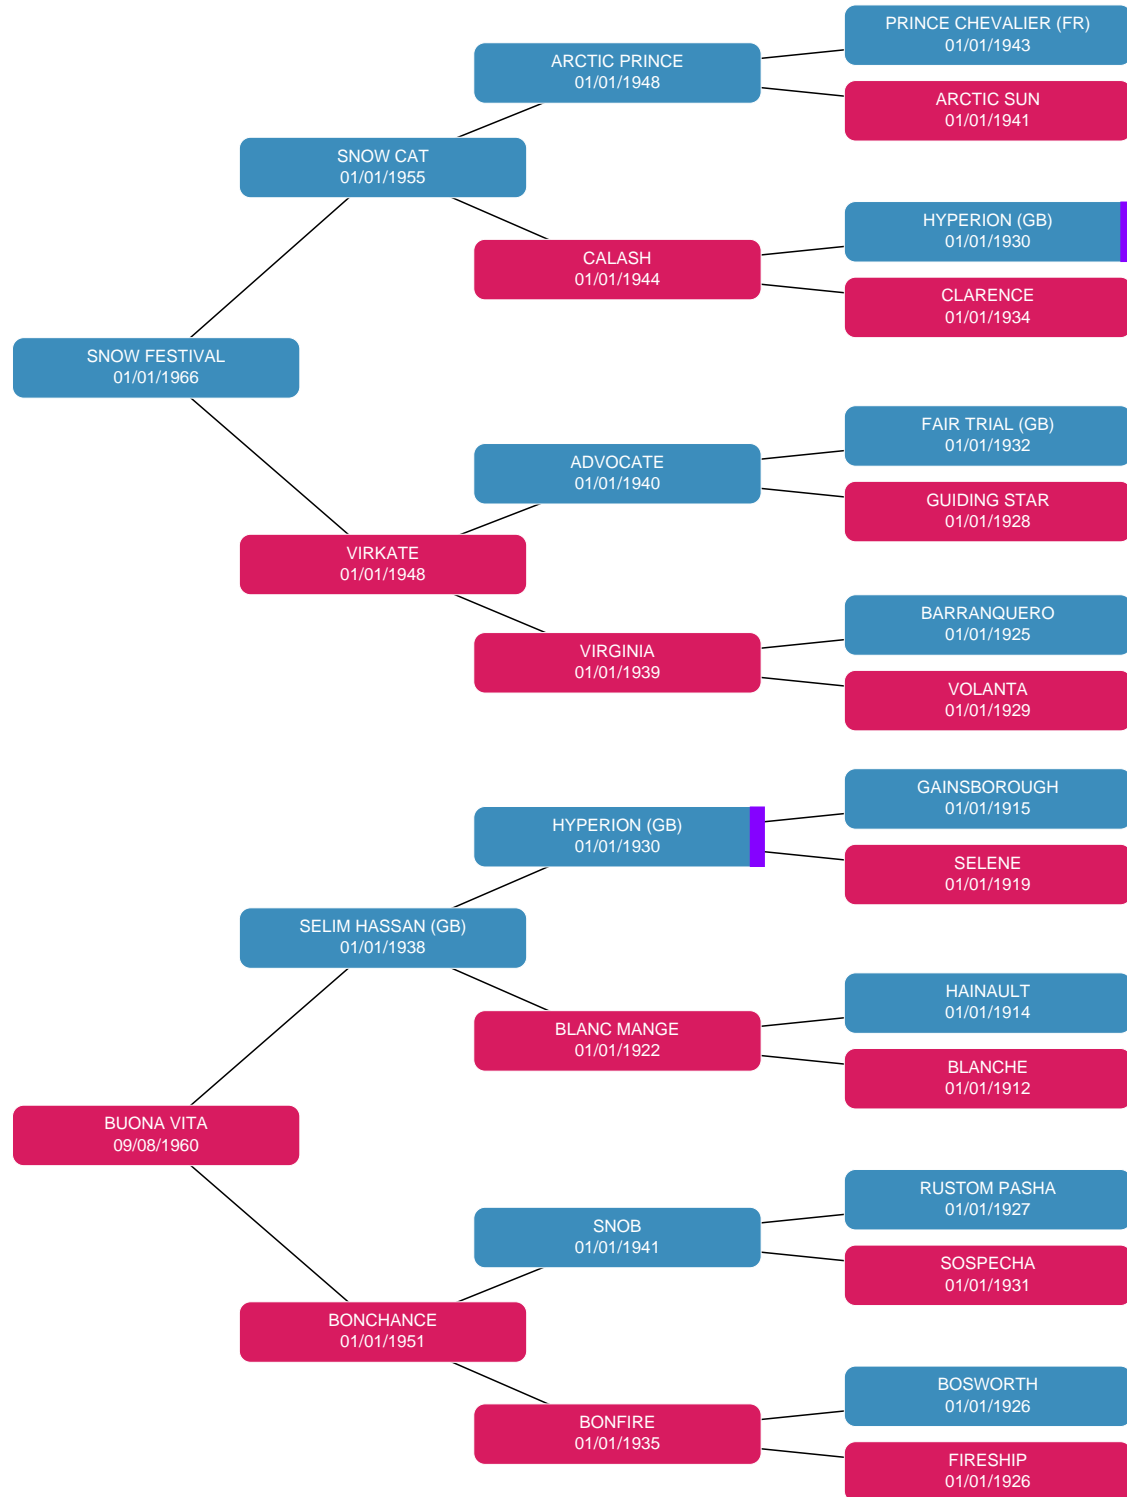 PRINCE CHEVALIER (FR)
01/01/1943
ARCTIC PRINCE
01/01/1948
ARCTIC SUN
01/01/1941
SNOW CAT
01/01/1955
HYPERION (GB)
01/01/1930
CALASH
01/01/1944
CLARENCE
01/01/1934
SNOW FESTIVAL
01/01/1966
FAIR TRIAL (GB)
01/01/1932
ADVOCATE
01/01/1940
GUIDING STAR
01/01/1928
VIRKATE
01/01/1948
BARRANQUERO
01/01/1925
VIRGINIA
01/01/1939
VOLANTA
01/01/1929
GAINSBOROUGH
01/01/1915
HYPERION (GB)
01/01/1930
SELENE
01/01/1919
SELIM HASSAN (GB)
01/01/1938
HAINAULT
01/01/1914
BLANC MANGE
01/01/1922
BLANCHE
01/01/1912
BUONA VITA
09/08/1960
RUSTOM PASHA
01/01/1927
SNOB
01/01/1941
SOSPECHA
01/01/1931
BONCHANCE
01/01/1951
BOSWORTH
01/01/1926
BONFIRE
01/01/1935
FIRESHIP
01/01/1926